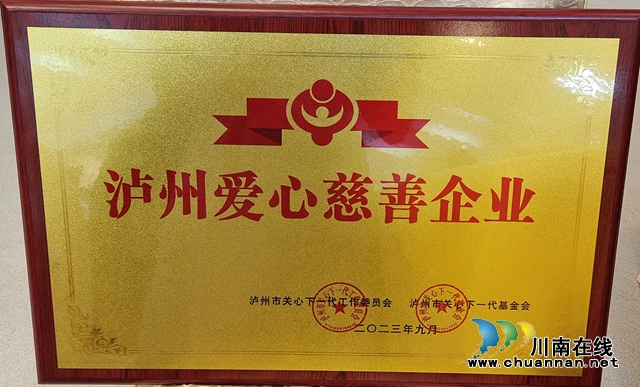 泸州爱心慈善企业
泸州市关心下一代工作委员会 泸州市关心下一代基金会
二〇二三年九月
川南在线
www.chuannan.net